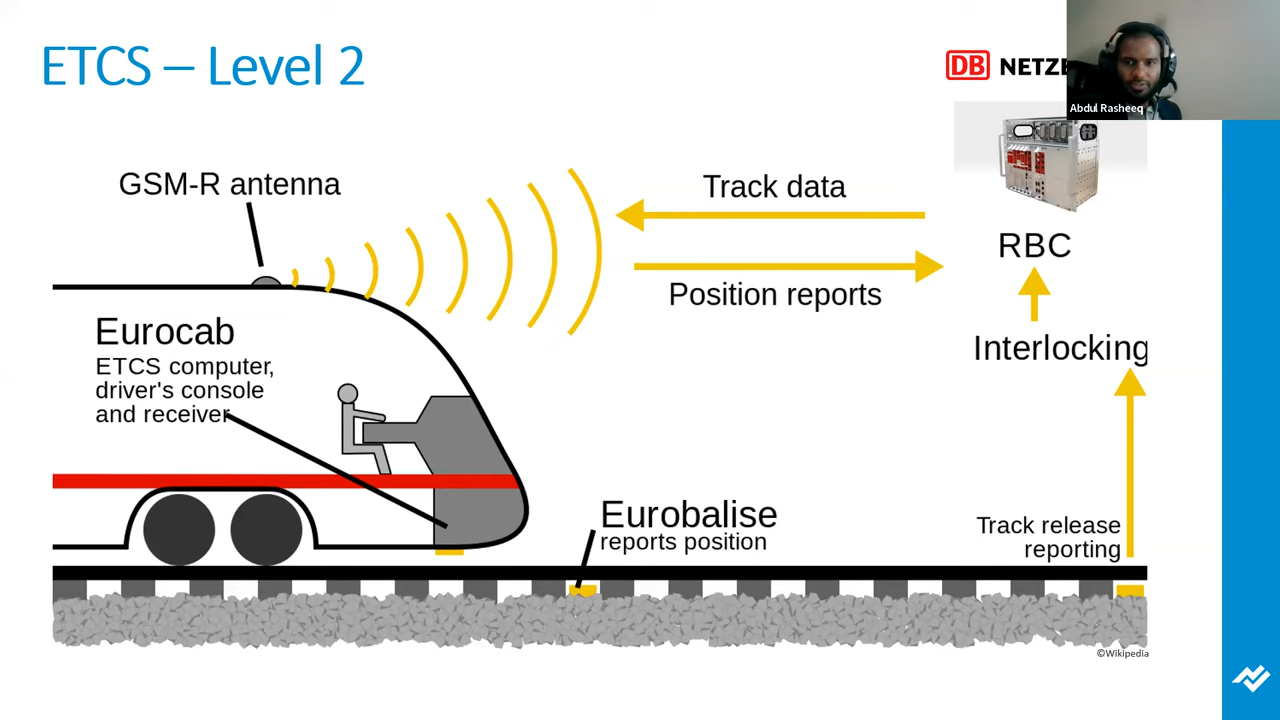 ETCS – Level 2
DB NETZE
Abdul Rasheeq
GSM-R antenna
Track data
RBC
Position reports
Eurocab
ETCS computer,
driver's console
and receiver
Interlocking
Eurobalise
reports position
Track release
reporting
©Wikipedia